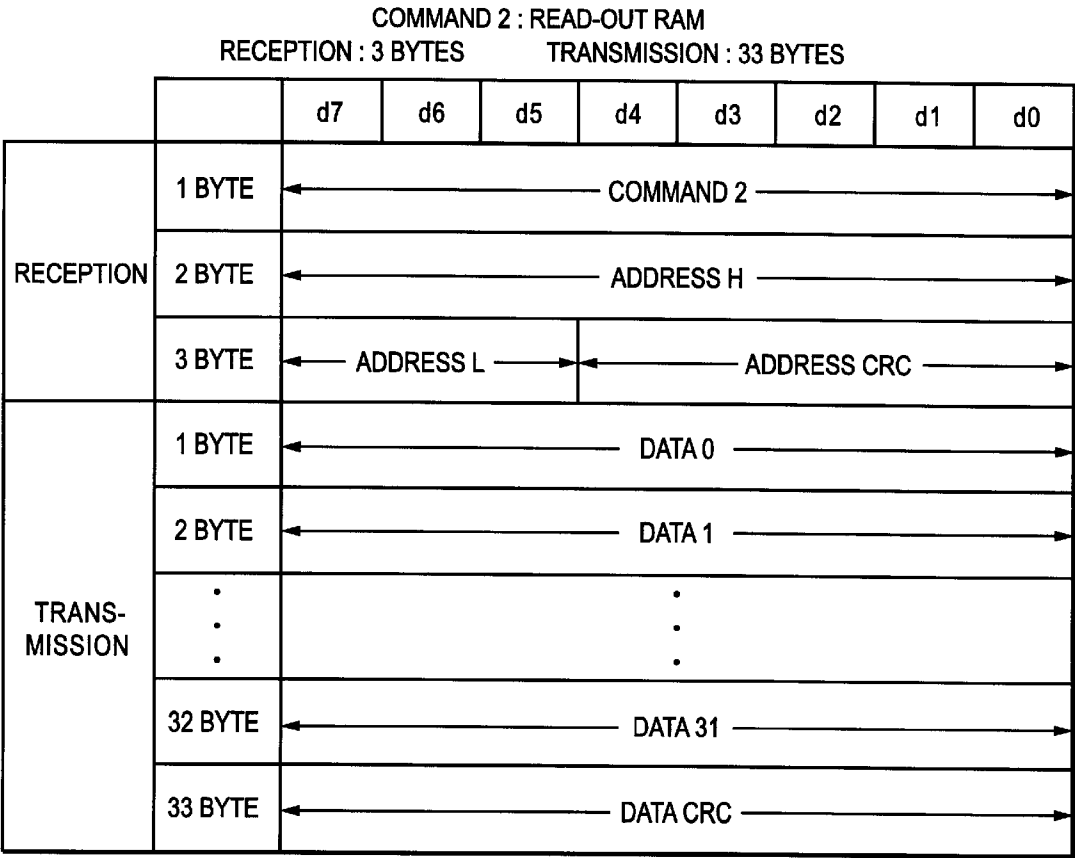 COMMAND 2 : READ-OUT RAM
RECEPTION : 3 BYTES TRANSMISSION : 33 BYTES
d7 d6 d5 d4 d3 d2 d1 d0
RECEPTION
1 BYTE COMMAND 2
2 BYTE ADDRESS H
3 BYTE ADDRESS L ADDRESS CRC
TRANS-
MISSION
1 BYTE DATA 0
2 BYTE DATA 1
32 BYTE DATA 31
33 BYTE DATA CRC